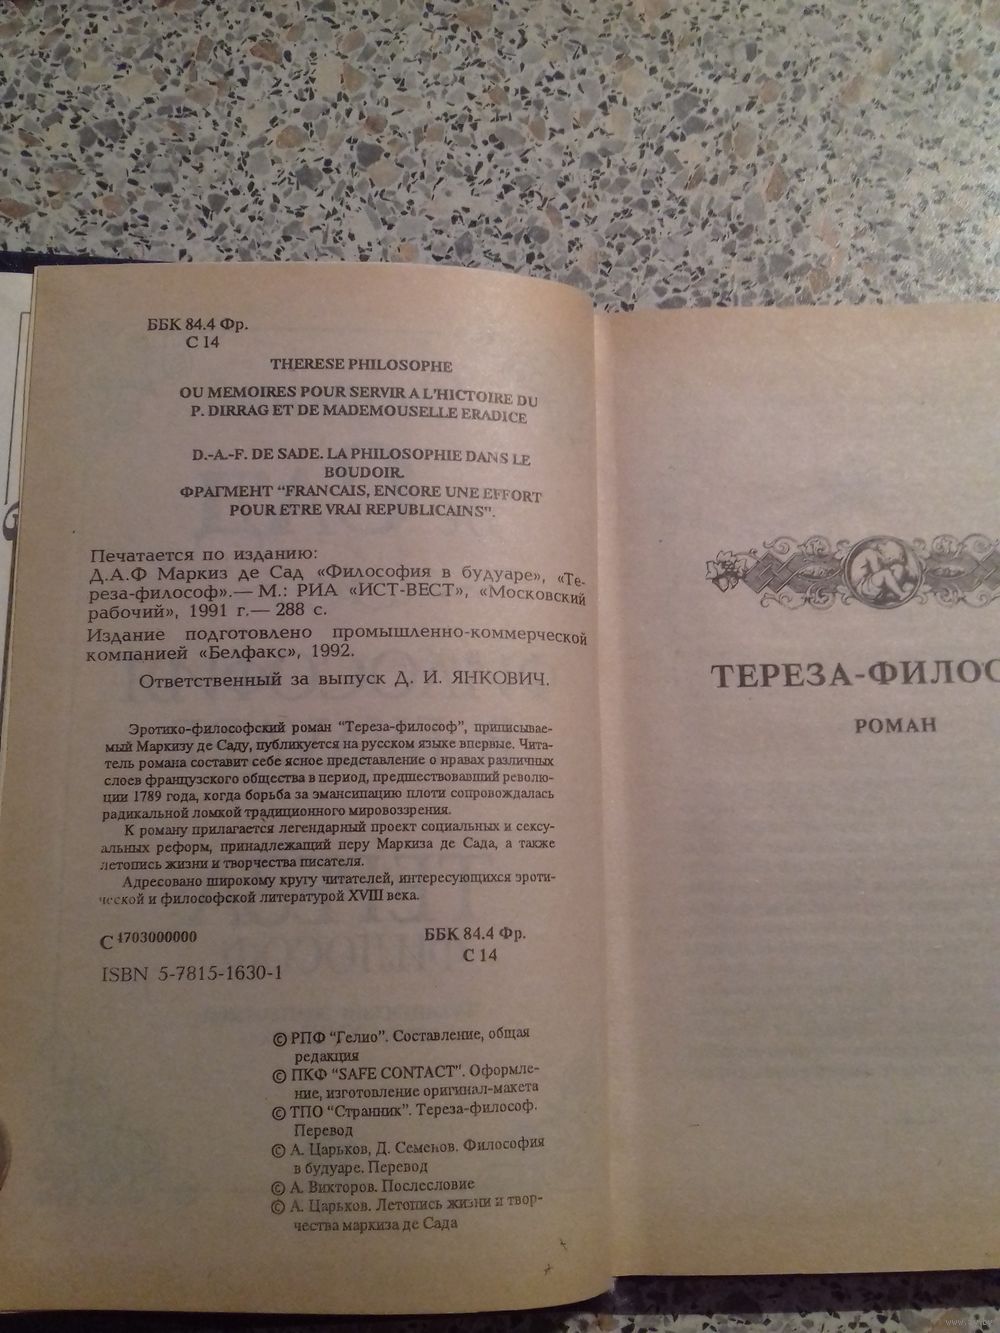 ББК 84.4 Фр.
С 14
THERESE PHILOSOPHE
OU MEMOIRES POUR SERVIR A L'HICTOIRE DU
P. DIRRAG ET DE MADEMOUSELLE ERADICE
D.-A.-F. DE SADE. LA PHILOSOPHIE DANS LE
BOUDOIR.
ФРАГМЕНТ "FRANCAIS, ENCORE UNE EFFORT
POUR ETRE VRAI REPUBLICAINS".
Печатается по изданию:
Д.А.Ф Маркиз де Сад «Философия в будуаре», «Те-
реза-философ».— М.: РИА «ИСТ-ВЕСТ», «Московский
рабочий», 1991 г.— 288 с.
Издание подготовлено промышленно-коммерческой
компанией «Белфакс», 1992.
Ответственный за выпуск Д. И. ЯНКОВИЧ.
Эротико-философский роман "Тереза-философ", приписывае-
мый Маркизу де Саду, публикуется на русском языке впервые. Чита-
тель романа составит себе ясное представление о нравах различных
слоев французского общества в период, предшествовавший револю-
ции 1789 года, когда борьба за эмансипацию плоти сопровождалась
радикальной ломкой традиционного мировоззрения.
К роману прилагается легендарный проект социальных и сексу-
альных реформ, принадлежащий перу Маркиза де Сада, а также
летопись жизни и творчества писателя.
Адресовано широкому кругу читателей, интересующихся эроти-
ческой и философской литературой XVIII века.
С 4703000000
ББК 84.4 Фр.
С 14
ISBN 5-7815-1630-1
© РПФ "Гелио". Составление, общая
редакция
© ПКФ "SAFE CONTACT". Оформле-
ние, изготовление оригинал-макета
© ТПО "Странник". Тереза-философ.
Перевод
© А. Царьков, Д. Семенов. Философия
в будуаре. Перевод
© А. Викторов. Послесловие
© А. Царьков. Летопись жизни и твор-
чества маркиза де Сада
ТЕРЕЗА-ФИЛОС
РОМАН